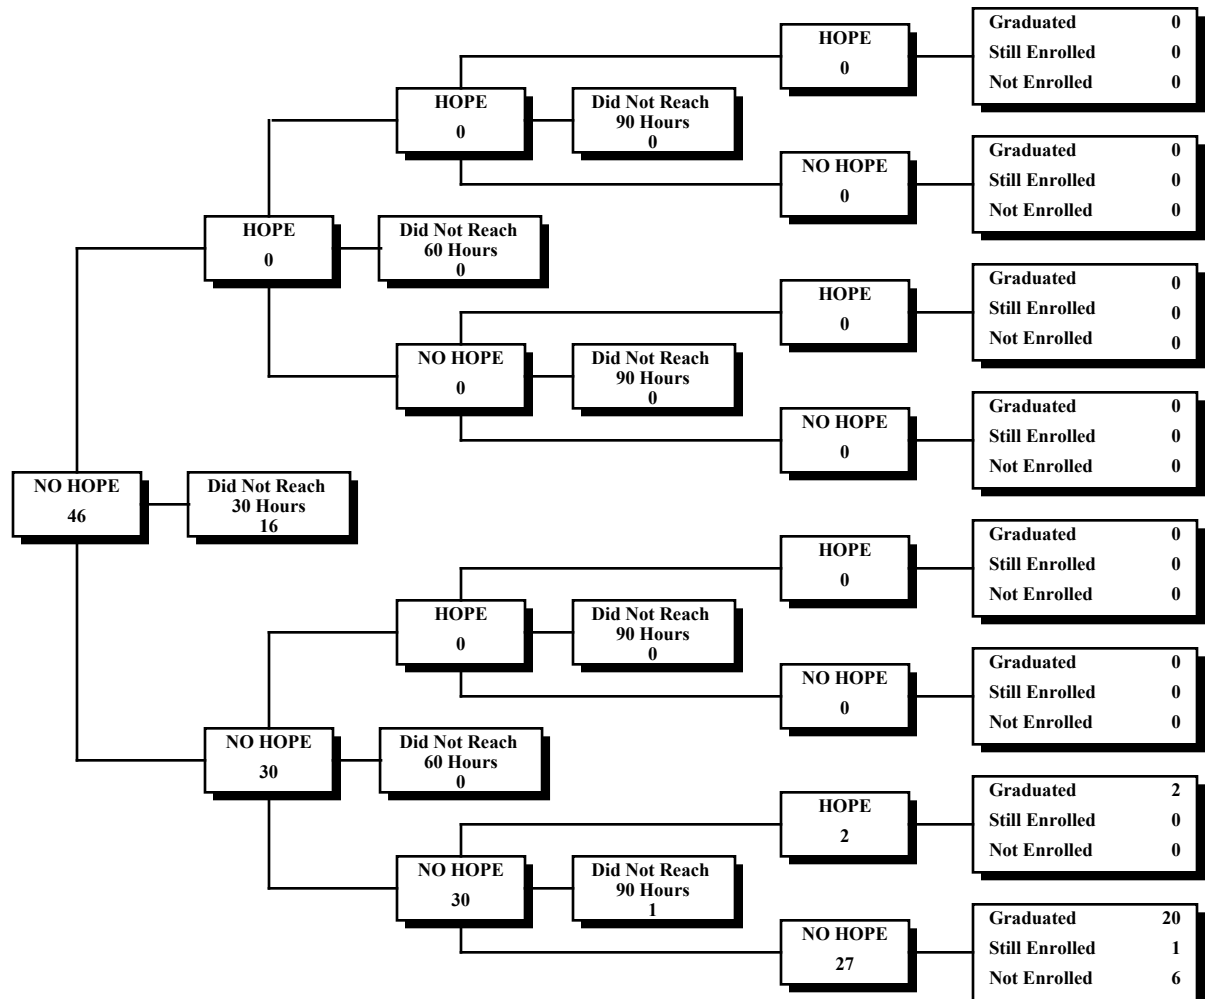 HOPE
0
Graduated 0
Still Enrolled 0
Not Enrolled 0
HOPE
0
Did Not Reach
90 Hours
0
NO HOPE
0
Graduated 0
Still Enrolled 0
Not Enrolled 0
HOPE
0
Did Not Reach
60 Hours
0
HOPE
0
Graduated 0
Still Enrolled 0
Not Enrolled 0
NO HOPE
0
Did Not Reach
90 Hours
0
NO HOPE
0
Graduated 0
Still Enrolled 0
Not Enrolled 0
NO HOPE
46
Did Not Reach
30 Hours
16
HOPE
0
Graduated 0
Still Enrolled 0
Not Enrolled 0
HOPE
0
Did Not Reach
90 Hours
0
NO HOPE
0
Graduated 0
Still Enrolled 0
Not Enrolled 0
NO HOPE
30
Did Not Reach
60 Hours
0
HOPE
2
Graduated 2
Still Enrolled 0
Not Enrolled 0
NO HOPE
30
Did Not Reach
90 Hours
1
NO HOPE
27
Graduated 20
Still Enrolled 1
Not Enrolled 6